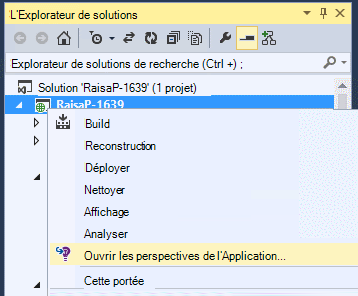 L'Explorateur de solutions
Explorateur de solutions de recherche (Ctrl +) ;
Solution 'RaisaP-1639' (1 projet)
RaisaP-1639
Build
Reconstruction
Déployer
Nettoyer
Affichage
Analyser
Ouvrir les perspectives de l'Application...
Cette portée